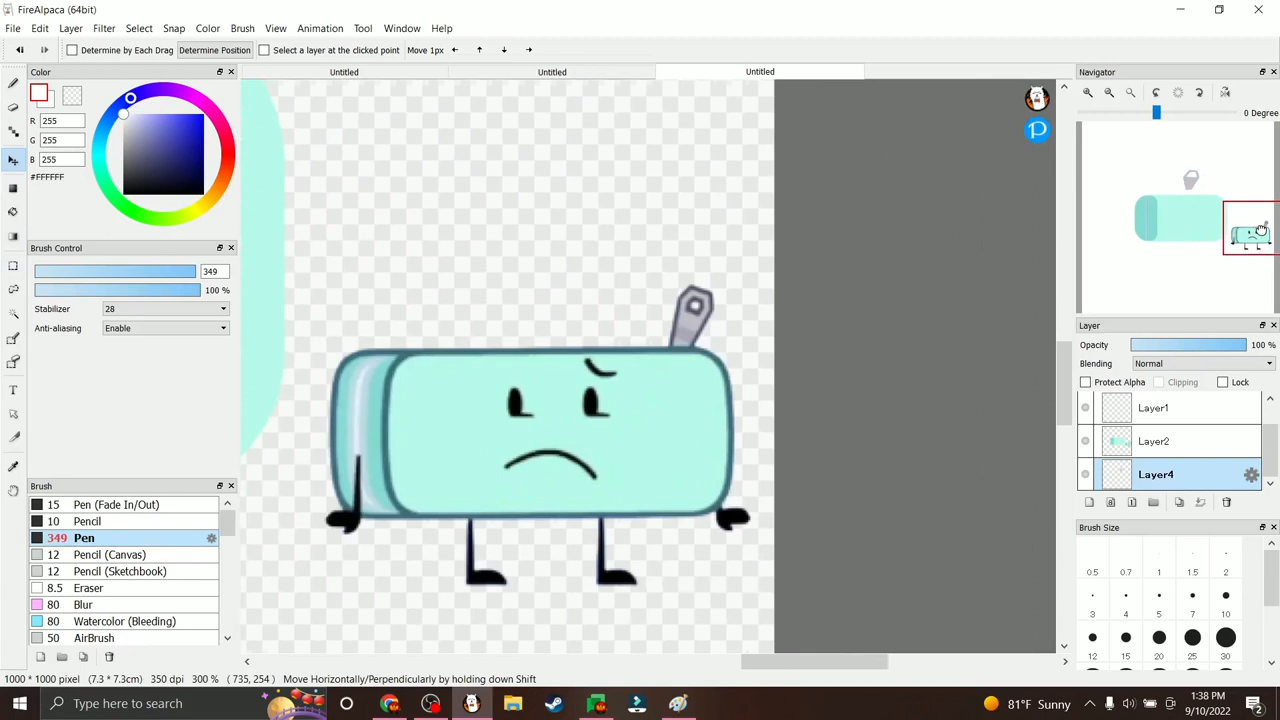 FireAlpaca (64bit)
File Edit Layer Filter Select Snap Color Brush View Animation Tool Window Help
Determine by Each Drag Determine Position Select a layer at the clicked point Move 1px
Color Untitled Untitled Untitled Navigator
R 255
G 255
B 255
#FFFFFF
0 Degree
Brush Control
349
100 %
Stabilizer 28
Anti-aliasing Enable
Layer
Opacity 100 %
Blending Normal
Protect Alpha Clipping Lock
Layer1
Layer2
Layer4
Brush
15 Pen (Fade In/Out)
10 Pencil
349 Pen
12 Pencil (Canvas)
12 Pencil (Sketchbook)
8.5 Eraser
80 Blur
80 Watercolor (Bleeding)
50 AirBrush
Brush Size
0.5 0.7 1 1.5 2
3 4 5 7 10
12 15 20 25 30
1000 * 1000 pixel (7.3 * 7.3cm) 350 dpi 300 % ( 735, 254 ) Move Horizontally/Perpendicularly by holding down Shift
Type here to search
81°F Sunny
1:38 PM
9/10/2022